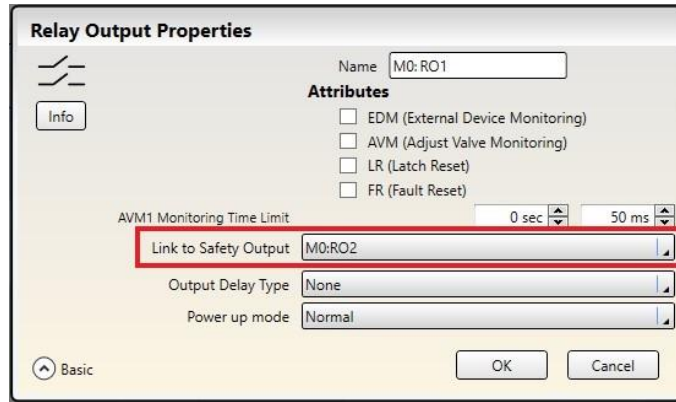 Relay Output Properties
Name M0: RO1
Attributes
Info
EDM (External Device Monitoring)
AVM (Adjust Valve Monitoring)
LR (Latch Reset)
FR (Fault Reset)
AVM1 Monitoring Time Limit 0 sec 50 ms
Link to Safety Output M0:RO2
Output Delay Type None
Power up mode Normal
Basic OK Cancel